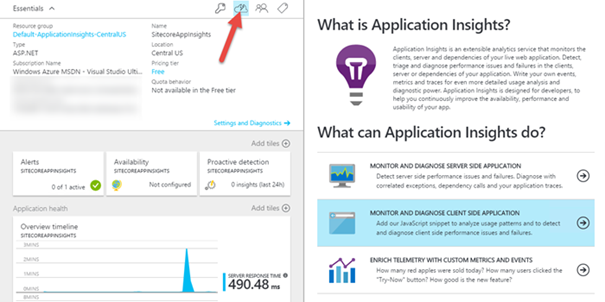 Essentials
Resource group
Default-ApplicationInsights-CentralUS
Type
ASP.NET
Subscription Name
Windows Azure MSDN - Visual Studio Ulti...
Name
SitecoreAppInsights
Location
Central US
Pricing tier
Free
Quota behavior
Not available in the Free tier
Settings and Diagnostics →
Add tiles
Alerts
SITECOREAPPINSIGHTS
0 of 1 active
Availability
SITECOREAPPINSIGHTS
Not configured
Proactive detection
SITECOREAPPINSIGHTS
0 insights (last 24h)
Application health
Add tiles
Overview timeline
SITECOREAPPINSIGHTS
SERVER RESPONSE TIME
490.48 ms
What is Application Insights?
Application Insights is an extensible analytics service that monitors the
clients, server and dependencies of your live web application. Detect,
triage and diagnose performance issues and failures in the clients,
server or dependencies of your application. Write your own events,
metrics and traces for even more detailed usage analysis and
diagnostic power. Application Insights is designed for developers, to
help you continuously improve the availability, performance and
usability of your app.
What can Application Insights do?
MONITOR AND DIAGNOSE SERVER SIDE APPLICATION
Detect server side performance issues and failures. Diagnose with
correlated exceptions, dependency calls and your application traces.
MONITOR AND DIAGNOSE CLIENT SIDE APPLICATION
Add our JavaScript snippet to analyze usage patterns and to detect
and diagnose client side performance issues and failures.
ENRICH TELEMETRY WITH CUSTOM METRICS AND EVENTS
How many red apples were sold today? How many users clicked the
"Try-Now" button? How good is the new feature?